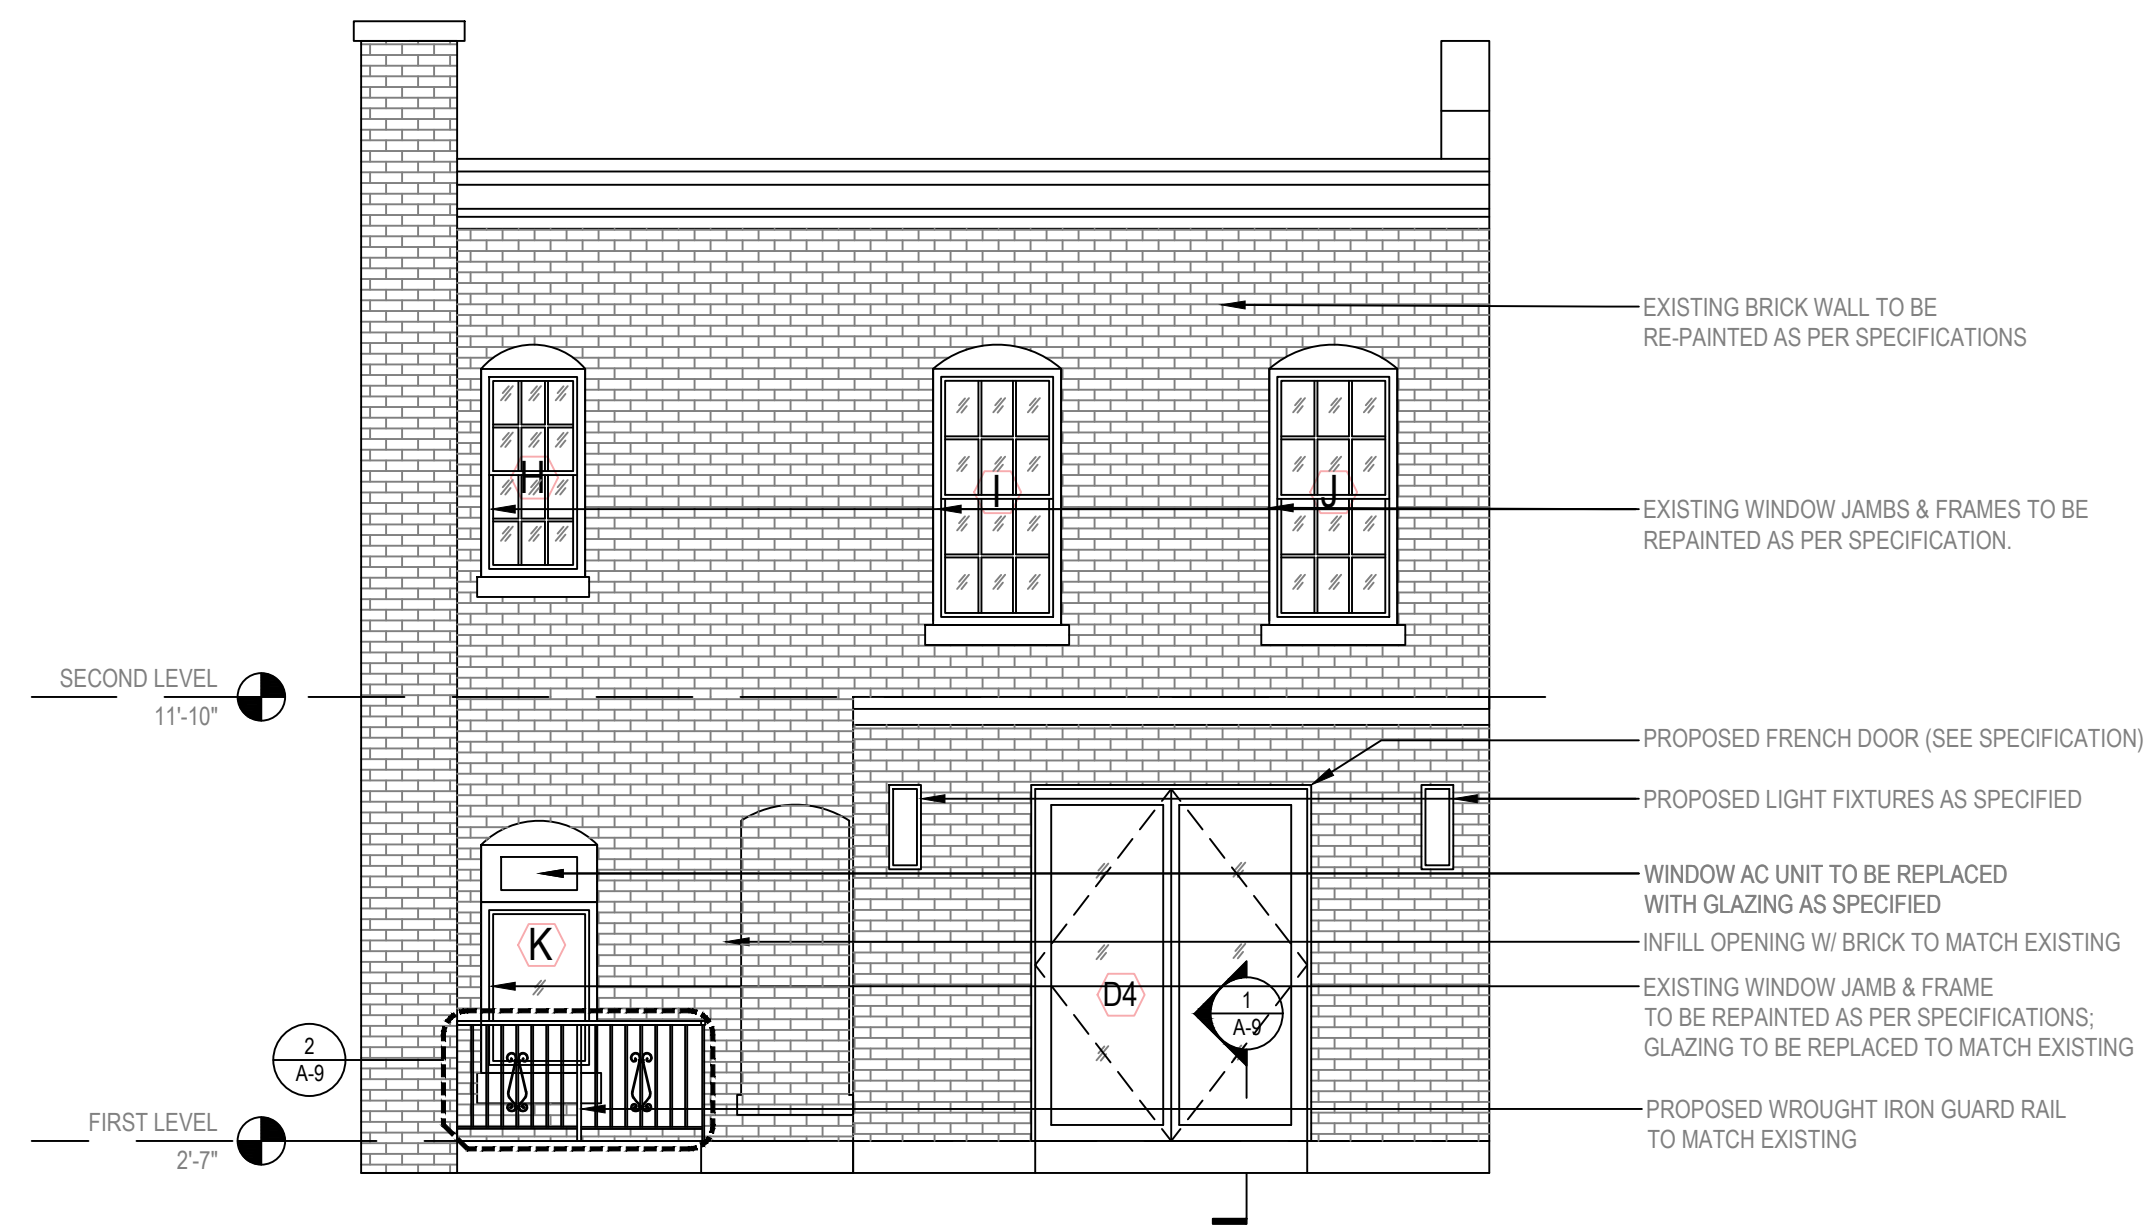 EXISTING BRICK WALL TO BE
RE-PAINTED AS PER SPECIFICATIONS
H
I
J
EXISTING WINDOW JAMBS & FRAMES TO BE
REPAINTED AS PER SPECIFICATION.
SECOND LEVEL
11'-10"
PROPOSED FRENCH DOOR (SEE SPECIFICATION)
PROPOSED LIGHT FIXTURES AS SPECIFIED
WINDOW AC UNIT TO BE REPLACED
WITH GLAZING AS SPECIFIED
K
INFILL OPENING W/ BRICK TO MATCH EXISTING
D4
1
A-9
EXISTING WINDOW JAMB & FRAME
TO BE REPAINTED AS PER SPECIFICATIONS;
GLAZING TO BE REPLACED TO MATCH EXISTING
2
A-9
FIRST LEVEL
2'-7"
PROPOSED WROUGHT IRON GUARD RAIL
TO MATCH EXISTING